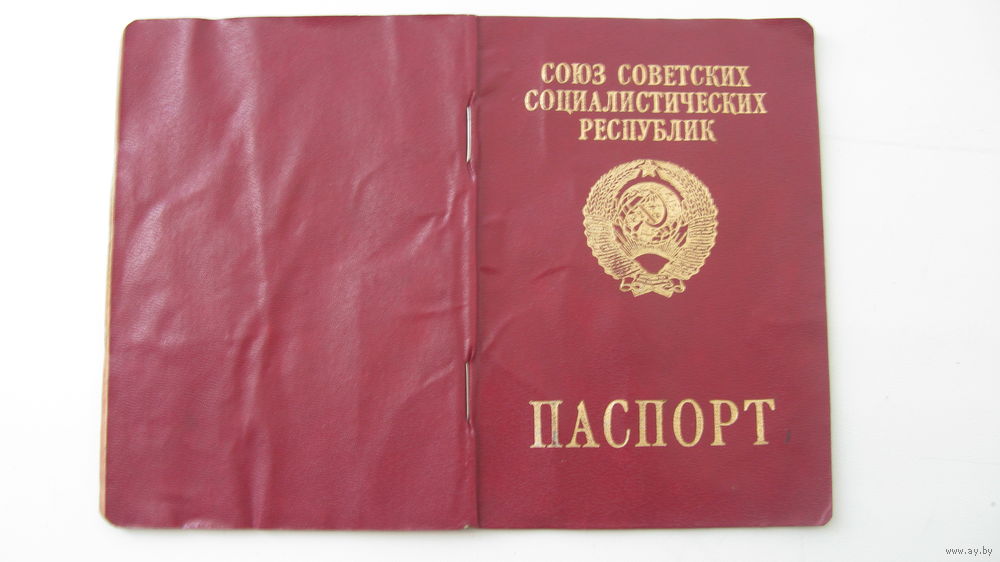 СОЮЗ СОВЕТСКИХ
СОЦИАЛИСТИЧЕСКИХ
РЕСПУБЛИК
ПАСПОРТ
www.ay.by